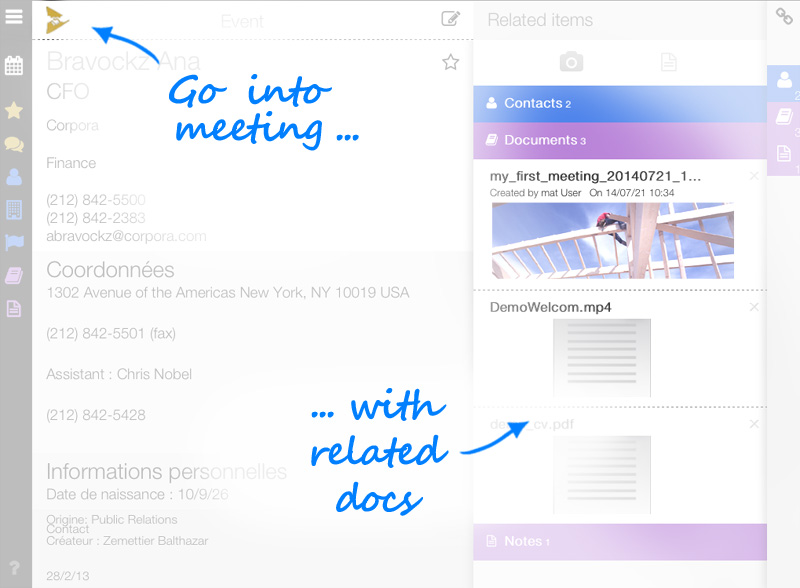 Event
Bravockz Ana
CFO
Corpora
Finance
(212) 842-5500
(212) 842-2383
abravockz@corpora.com
Coordonnées
1302 Avenue of the Americas New York, NY 10019 USA
(212) 842-5501 (fax)
Assistant : Chris Nobel
(212) 842-5428
Informations personnelles
Date de naissance : 10/9/26
Origine: Public Relations
Contact
Créateur : Zemettier Balthazar
28/2/13
?
Go into
meeting ...
... with
related
docs
Related items
Contacts 2
Documents 3
my_first_meeting_20140721_1...
Created by mat User On 14/07/21 10:34
DemoWelcom.mp4
_cv.pdf
Notes 1
2
3
1